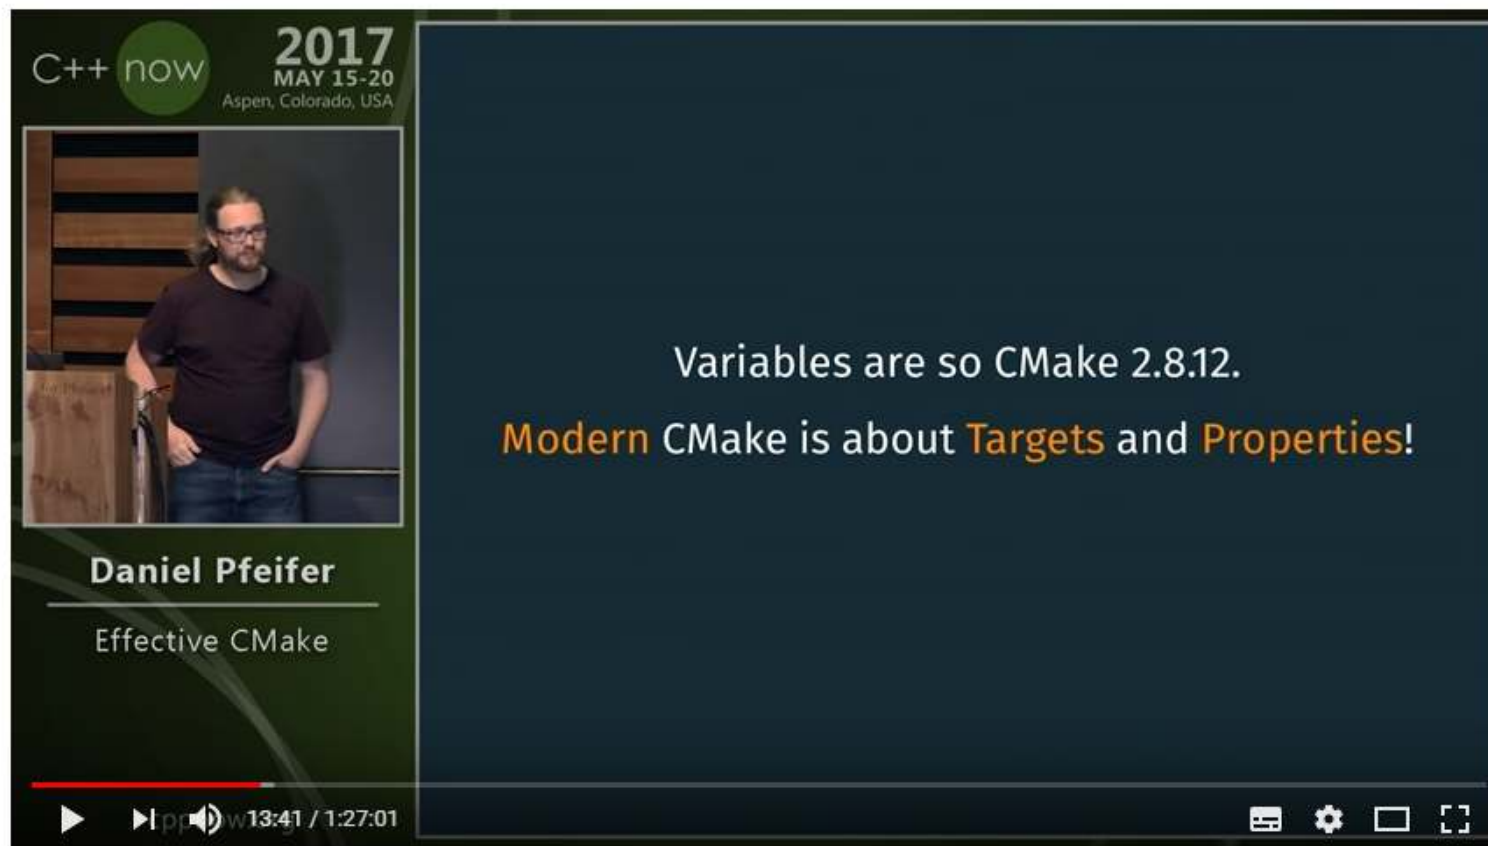 C++ now
2017
MAY 15-20
Aspen, Colorado, USA
Variables are so CMake 2.8.12.
Modern CMake is about Targets and Properties!
Daniel Pfeifer
Effective CMake
13:41 / 1:27:01